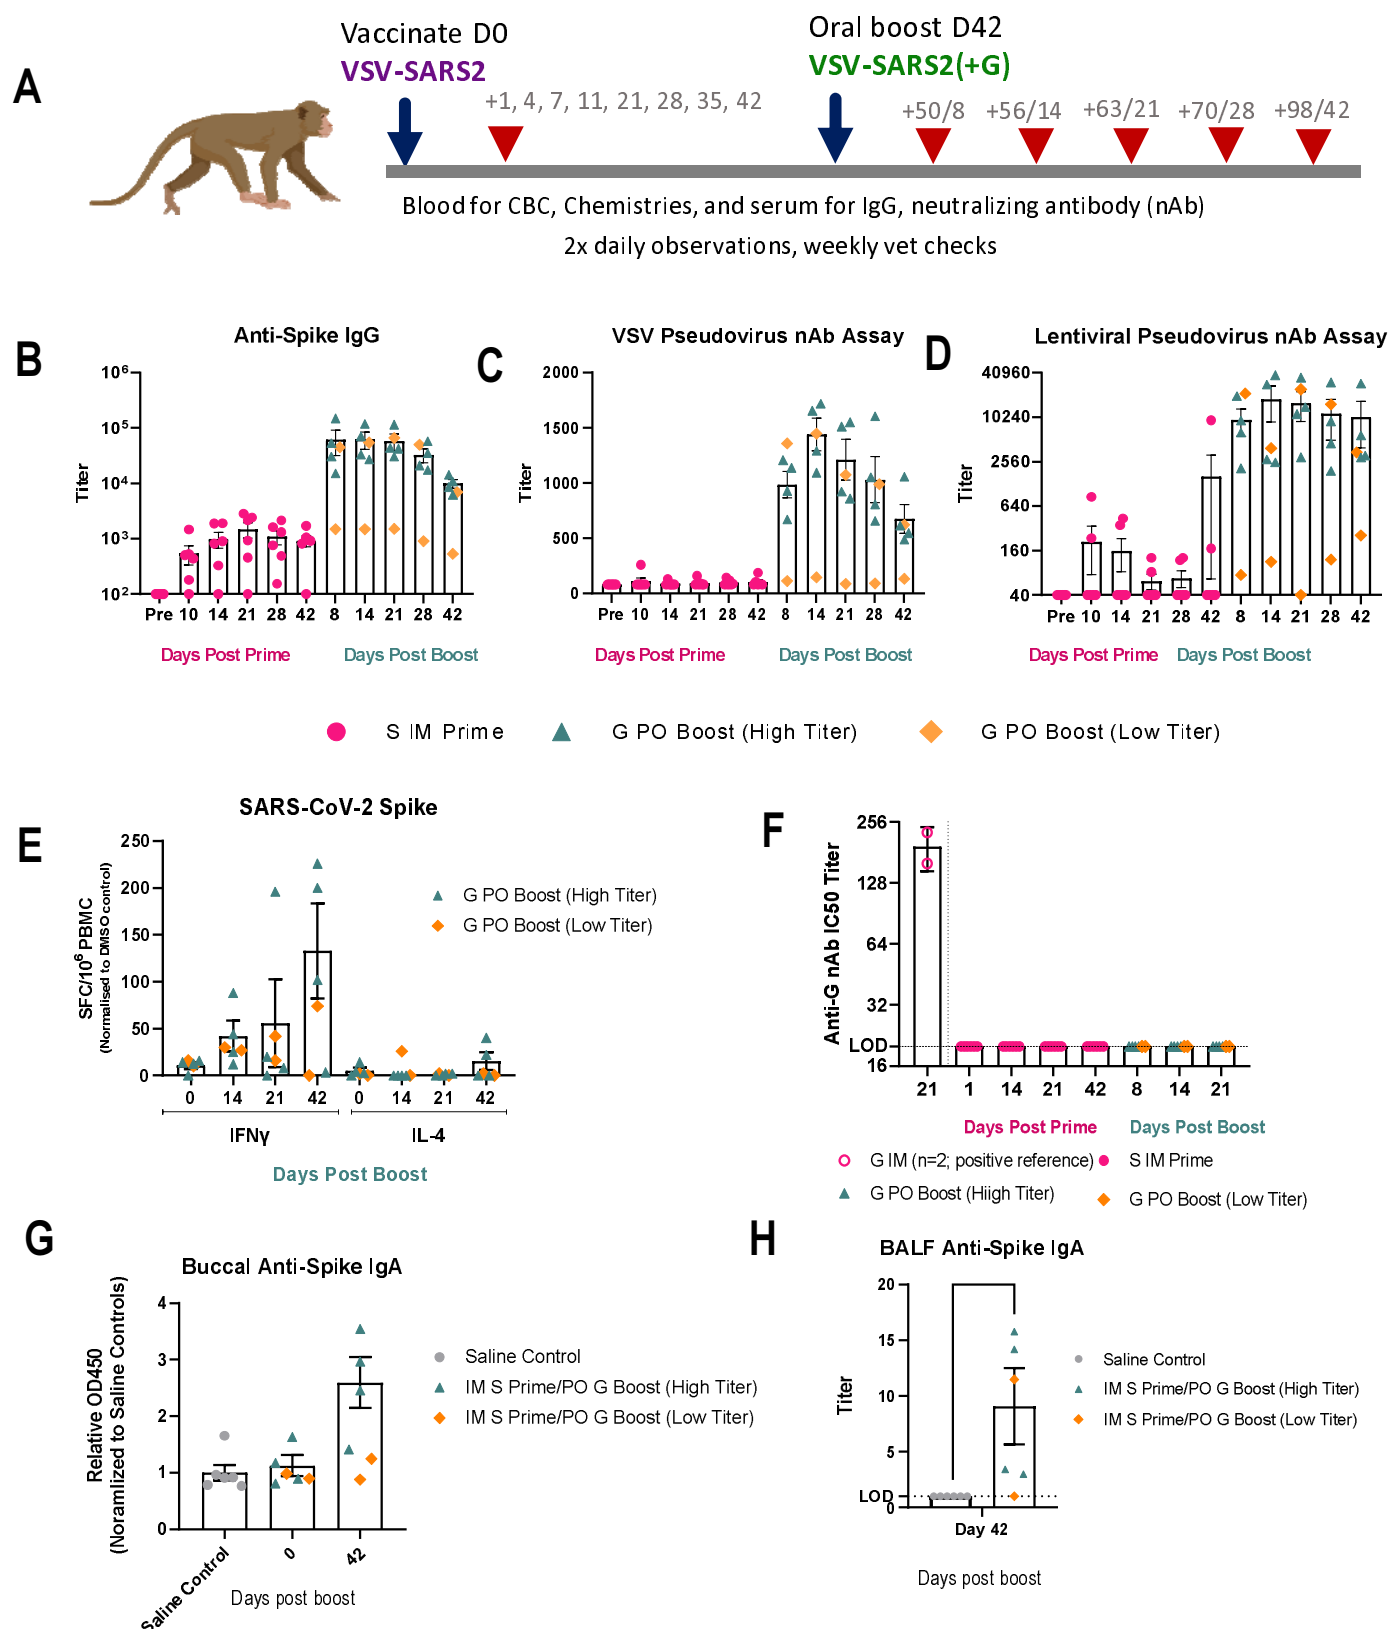 A
Vaccinate D0
VSV-SARS2
Oral boost D42
VSV-SARS2(+G)
+1, 4, 7, 11, 21, 28, 35, 42
+50/8
+56/14
+63/21
+70/28
+98/42
Blood for CBC, Chemistries, and serum for IgG, neutralizing antibody (nAb)
2x daily observations, weekly vet checks
B
Anti-Spike IgG
Titer
10⁶
10⁵
10⁴
10³
10²
Pre 10 14 21 28 42 8 14 21 28 42
Days Post Prime
Days Post Boost
C
VSV Pseudovirus nAb Assay
Titer
2000
1500
1000
500
0
Pre 10 14 21 28 42 8 14 21 28 42
Days Post Prime
Days Post Boost
D
Lentiviral Pseudovirus nAb Assay
Titer
40960
10240
2560
640
160
40
Pre 10 14 21 28 42 8 14 21 28 42
Days Post Prime
Days Post Boost
S IM Prime
G PO Boost (High Titer)
G PO Boost (Low Titer)
E
SARS-CoV-2 Spike
SFC/10⁶ PBMC
(Normalised to DMSO control)
250
200
150
100
50
0
0 14 21 42 0 14 21 42
IFNγ
IL-4
Days Post Boost
G PO Boost (High Titer)
G PO Boost (Low Titer)
F
Anti-G nAb IC50 Titer
256
128
64
32
LOD
16
21 1 14 21 42 8 14 21
Days Post Prime
Days Post Boost
G IM (n=2; positive reference)
S IM Prime
G PO Boost (Hiigh Titer)
G PO Boost (Low Titer)
G
Buccal Anti-Spike IgA
Relative OD450
(Noramlized to Saline Controls)
4
3
2
1
0
Saline Control
0
42
Days post boost
Saline Control
IM S Prime/PO G Boost (High Titer)
IM S Prime/PO G Boost (Low Titer)
H
BALF Anti-Spike IgA
Titer
20
15
10
5
LOD
0
Day 42
Days post boost
Saline Control
IM S Prime/PO G Boost (High Titer)
IM S Prime/PO G Boost (Low Titer)